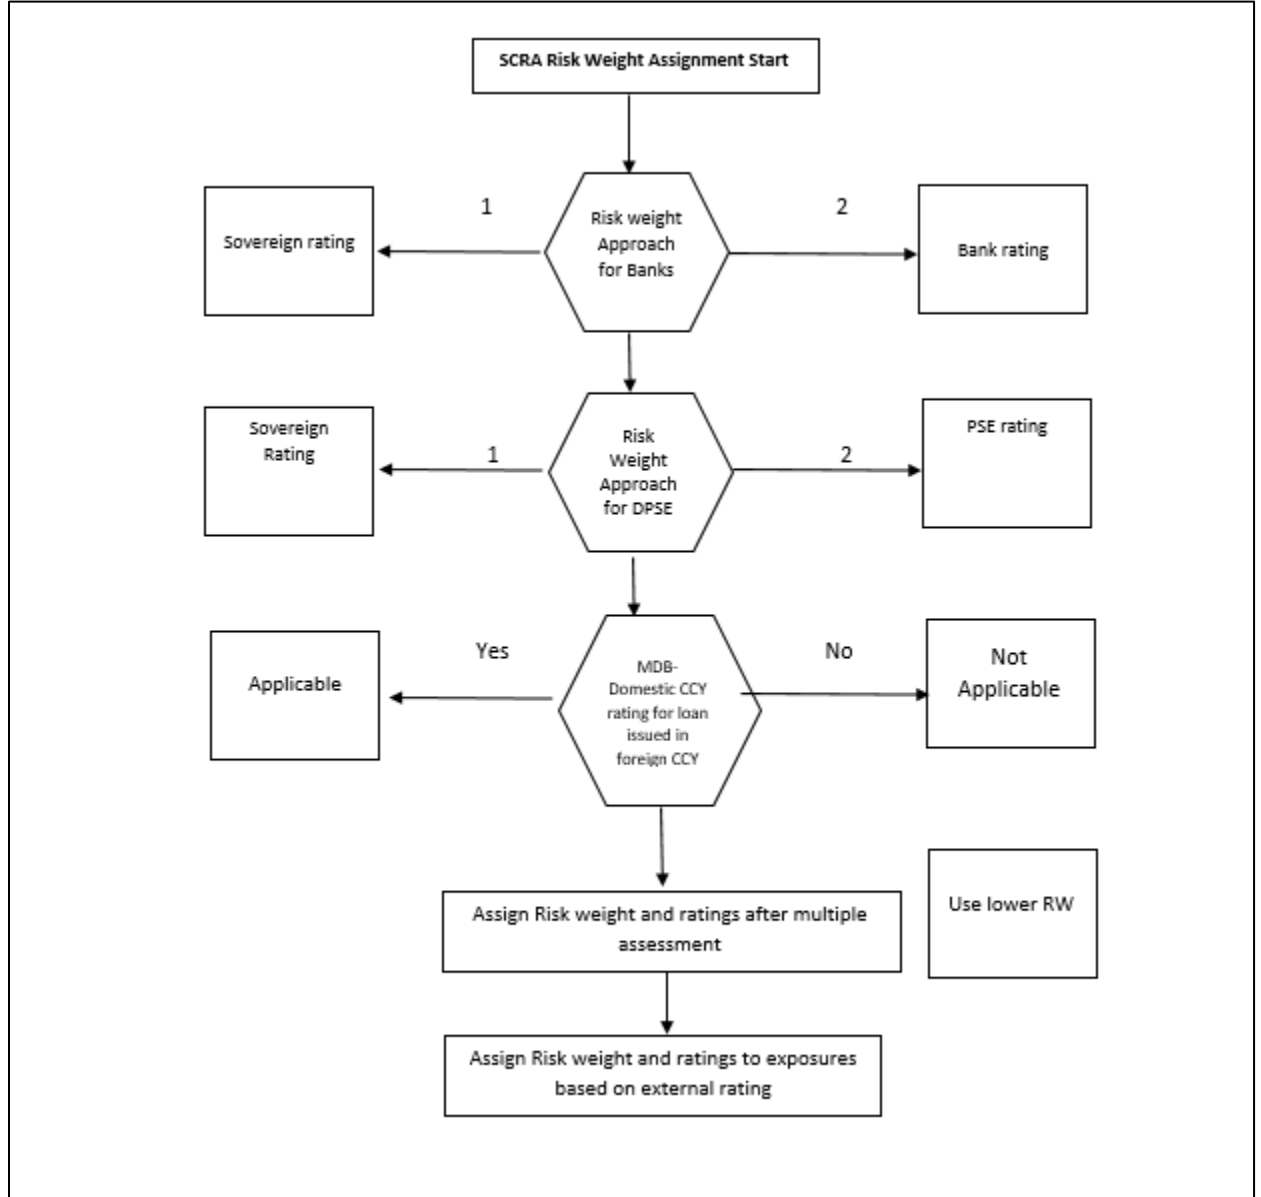 SCRA Risk Weight Assignment Start
1
2
Risk weight
Approach
for Banks
Sovereign rating
Bank rating
Sovereign
Rating
1
Risk
Weight
Approach
for DPSE
2
PSE rating
Applicable
Yes
MDB-
Domestic CCY
rating for loan
issued in
foreign CCY
No
Not
Applicable
Assign Risk weight and ratings after multiple
assessment
Use lower RW
Assign Risk weight and ratings to exposures
based on external rating